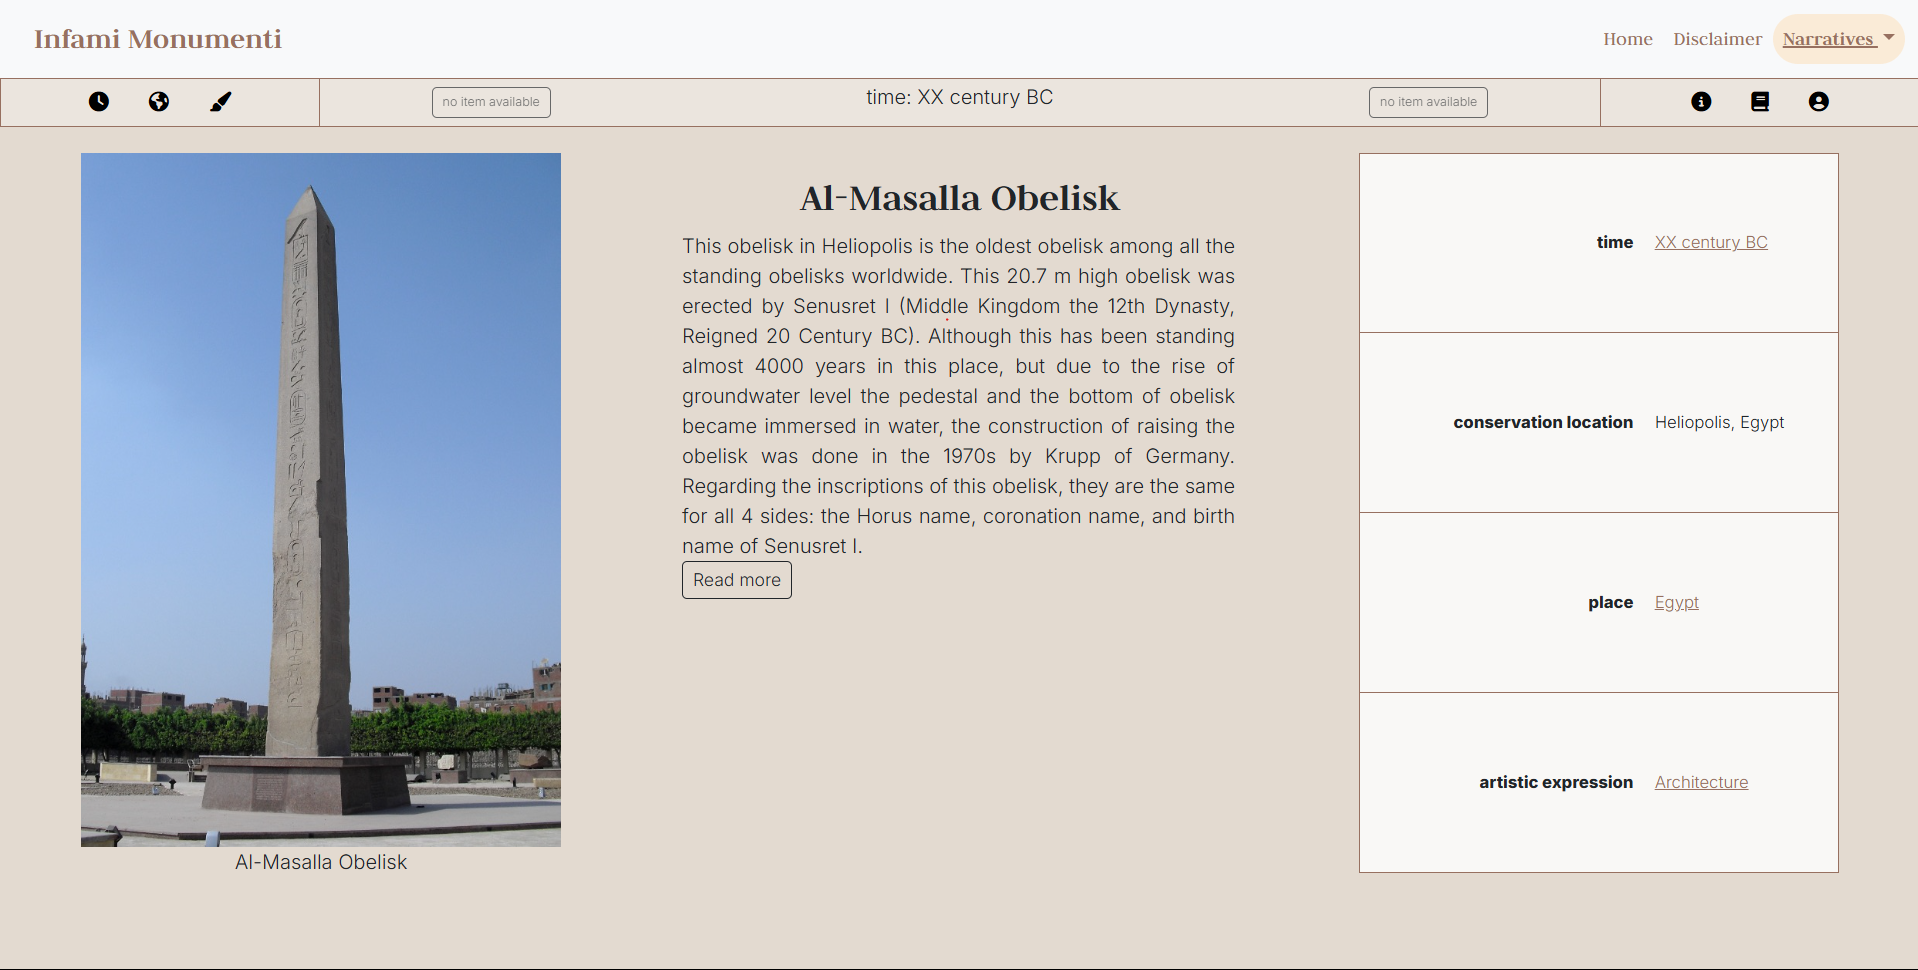 Infami Monumenti
Home Disclaimer Narratives
no item available
time: XX century BC
no item available
Al-Masalla Obelisk
This obelisk in Heliopolis is the oldest obelisk among all the
standing obelisks worldwide. This 20.7 m high obelisk was
erected by Senusret I (Middle Kingdom the 12th Dynasty,
Reigned 20 Century BC). Although this has been standing
almost 4000 years in this place, but due to the rise of
groundwater level the pedestal and the bottom of obelisk
became immersed in water, the construction of raising the
obelisk was done in the 1970s by Krupp of Germany.
Regarding the inscriptions of this obelisk, they are the same
for all 4 sides: the Horus name, coronation name, and birth
name of Senusret I.
Read more
Al-Masalla Obelisk
time XX century BC
conservation location Heliopolis, Egypt
place Egypt
artistic expression Architecture